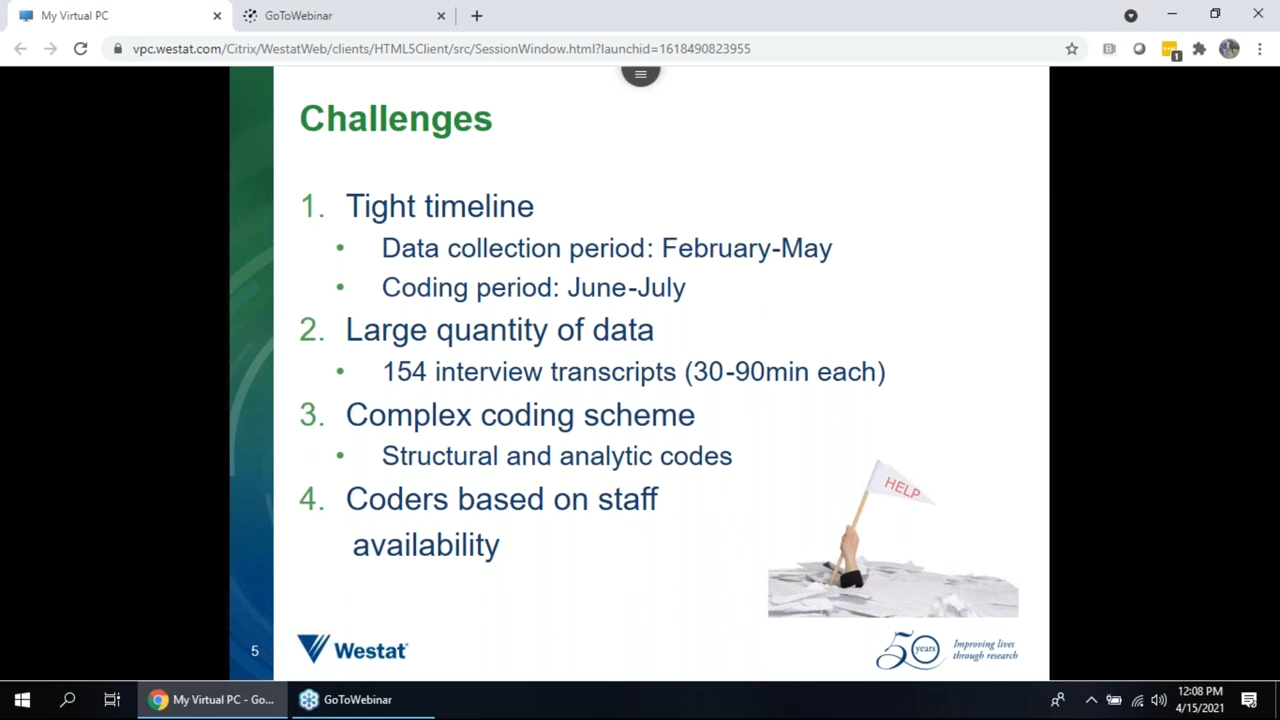 My Virtual PC
GoToWebinar
vpc.westat.com/Citrix/WestatWeb/clients/HTML5Client/src/SessionWindow.html?launchid=1618490823955
1
Challenges
1. Tight timeline
• Data collection period: February-May
• Coding period: June-July
2. Large quantity of data
• 154 interview transcripts (30-90min each)
3. Complex coding scheme
• Structural and analytic codes
4. Coders based on staff
availability
HELP
5
Westat
50 years
Improving lives
through research
My Virtual PC - Go...
GoToWebinar
12:08 PM
4/15/2021